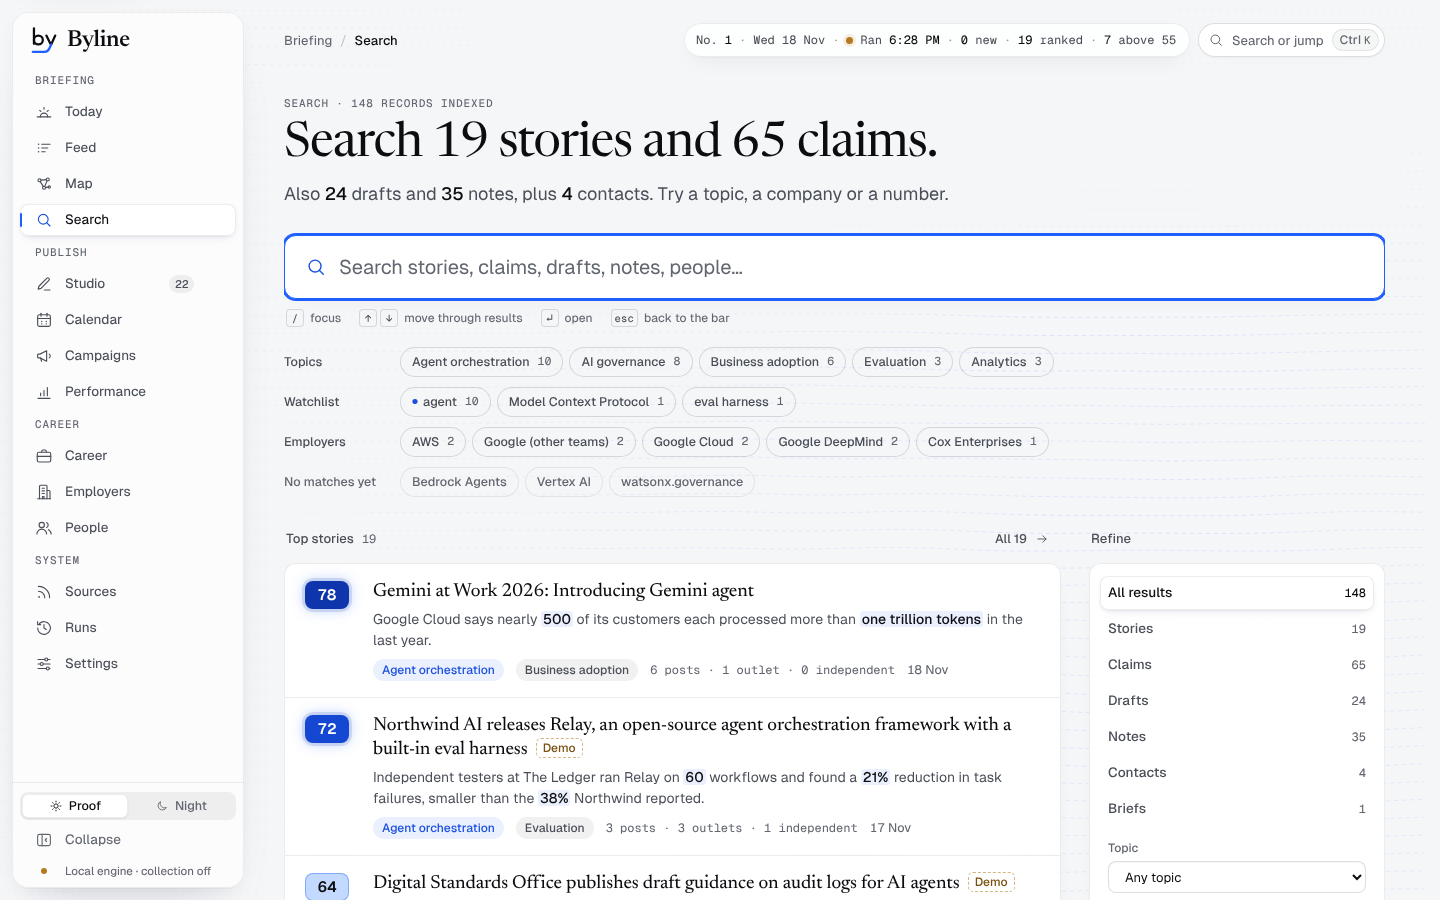 by Byline
BRIEFING
Today
Feed
Map
Search
PUBLISH
Studio 22
Calendar
Campaigns
Performance
CAREER
Career
Employers
People
SYSTEM
Sources
Runs
Settings
Proof Night
Collapse
Local engine · collection off
Briefing / Search
No. 1 · Wed 18 Nov · Ran 6:28 PM · 0 new · 19 ranked · 7 above 55
Search or jump Ctrl K
SEARCH · 148 RECORDS INDEXED
Search 19 stories and 65 claims.
Also 24 drafts and 35 notes, plus 4 contacts. Try a topic, a company or a number.
Search stories, claims, drafts, notes, people...
/ focus ↑ ↓ move through results ↵ open esc back to the bar
Topics Agent orchestration 10 AI governance 8 Business adoption 6 Evaluation 3 Analytics 3
Watchlist agent 10 Model Context Protocol 1 eval harness 1
Employers AWS 2 Google (other teams) 2 Google Cloud 2 Google DeepMind 2 Cox Enterprises 1
No matches yet Bedrock Agents Vertex AI watsonx.governance
Top stories 19 All 19 →
78 Gemini at Work 2026: Introducing Gemini agent
Google Cloud says nearly 500 of its customers each processed more than one trillion tokens in the
last year.
Agent orchestration Business adoption 6 posts · 1 outlet · 0 independent 18 Nov
72 Northwind AI releases Relay, an open-source agent orchestration framework with a
built-in eval harness Demo
Independent testers at The Ledger ran Relay on 60 workflows and found a 21% reduction in task
failures, smaller than the 38% Northwind reported.
Agent orchestration Evaluation 3 posts · 3 outlets · 1 independent 17 Nov
64 Digital Standards Office publishes draft guidance on audit logs for AI agents Demo
Refine
All results 148
Stories 19
Claims 65
Drafts 24
Notes 35
Contacts 4
Briefs 1
Topic
Any topic